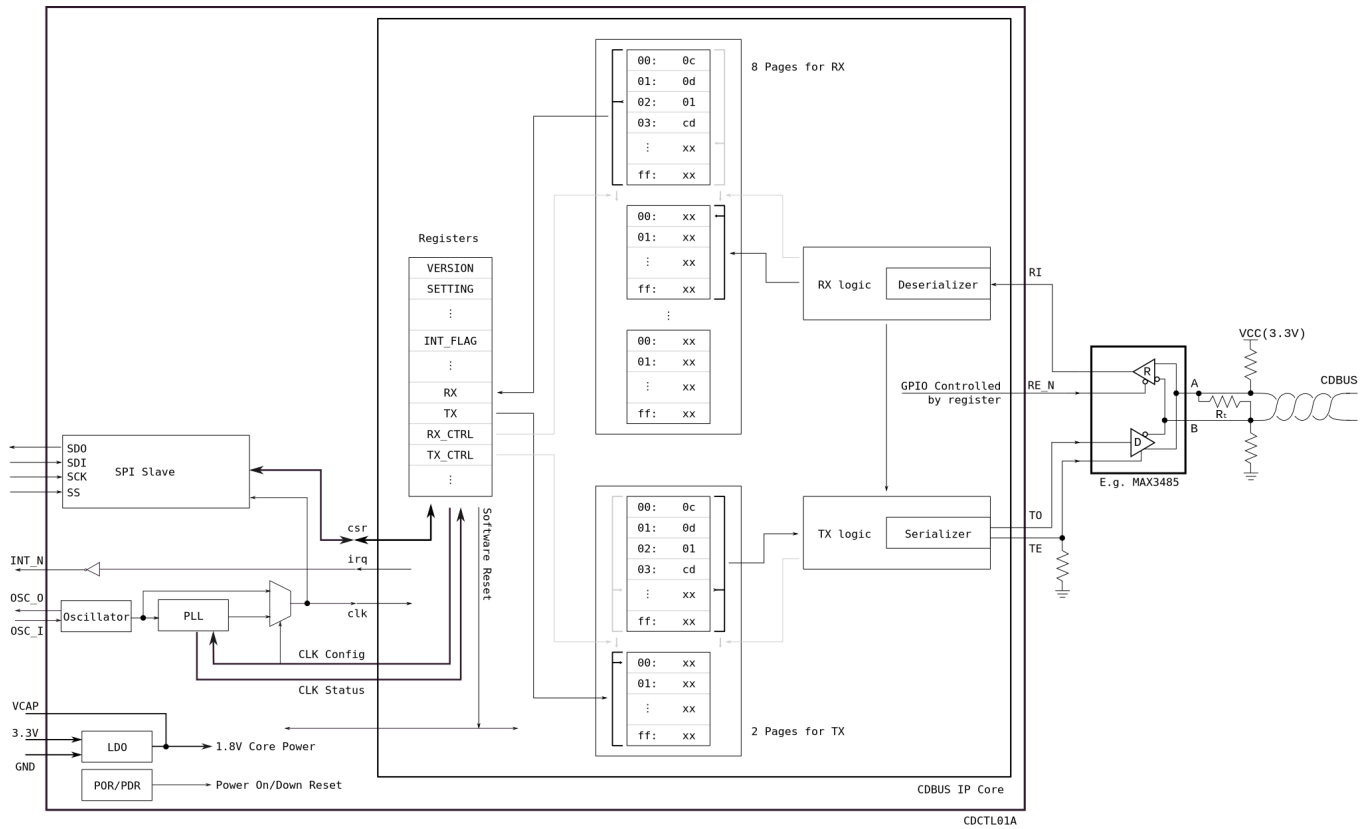 8 Pages for RX
00: 0c
01: 0d
02: 01
03: cd
⋮ xx
ff: xx
00: xx
01: xx
⋮ xx
ff: xx
⋮
00: xx
01: xx
⋮ xx
ff: xx
Registers
VERSION
SETTING
⋮
INT_FLAG
⋮
RX
TX
RX_CTRL
TX_CTRL
⋮
RX logic
Deserializer
RI
GPIO Controlled
by register
RE_N
VCC(3.3V)
CDBUS
R
A
Rt
B
D
E.g. MAX3485
SDO
SDI
SCK
SS
SPI Slave
csr
irq
clk
Software Reset
INT_N
OSC_O
OSC_I
Oscillator
PLL
CLK Config
CLK Status
00: 0c
01: 0d
02: 01
03: cd
⋮ xx
ff: xx
00: xx
01: xx
⋮ xx
ff: xx
2 Pages for TX
TX logic
Serializer
TO
TE
VCAP
3.3V
GND
LDO
1.8V Core Power
POR/PDR
Power On/Down Reset
CDBUS IP Core
CDCTL01A